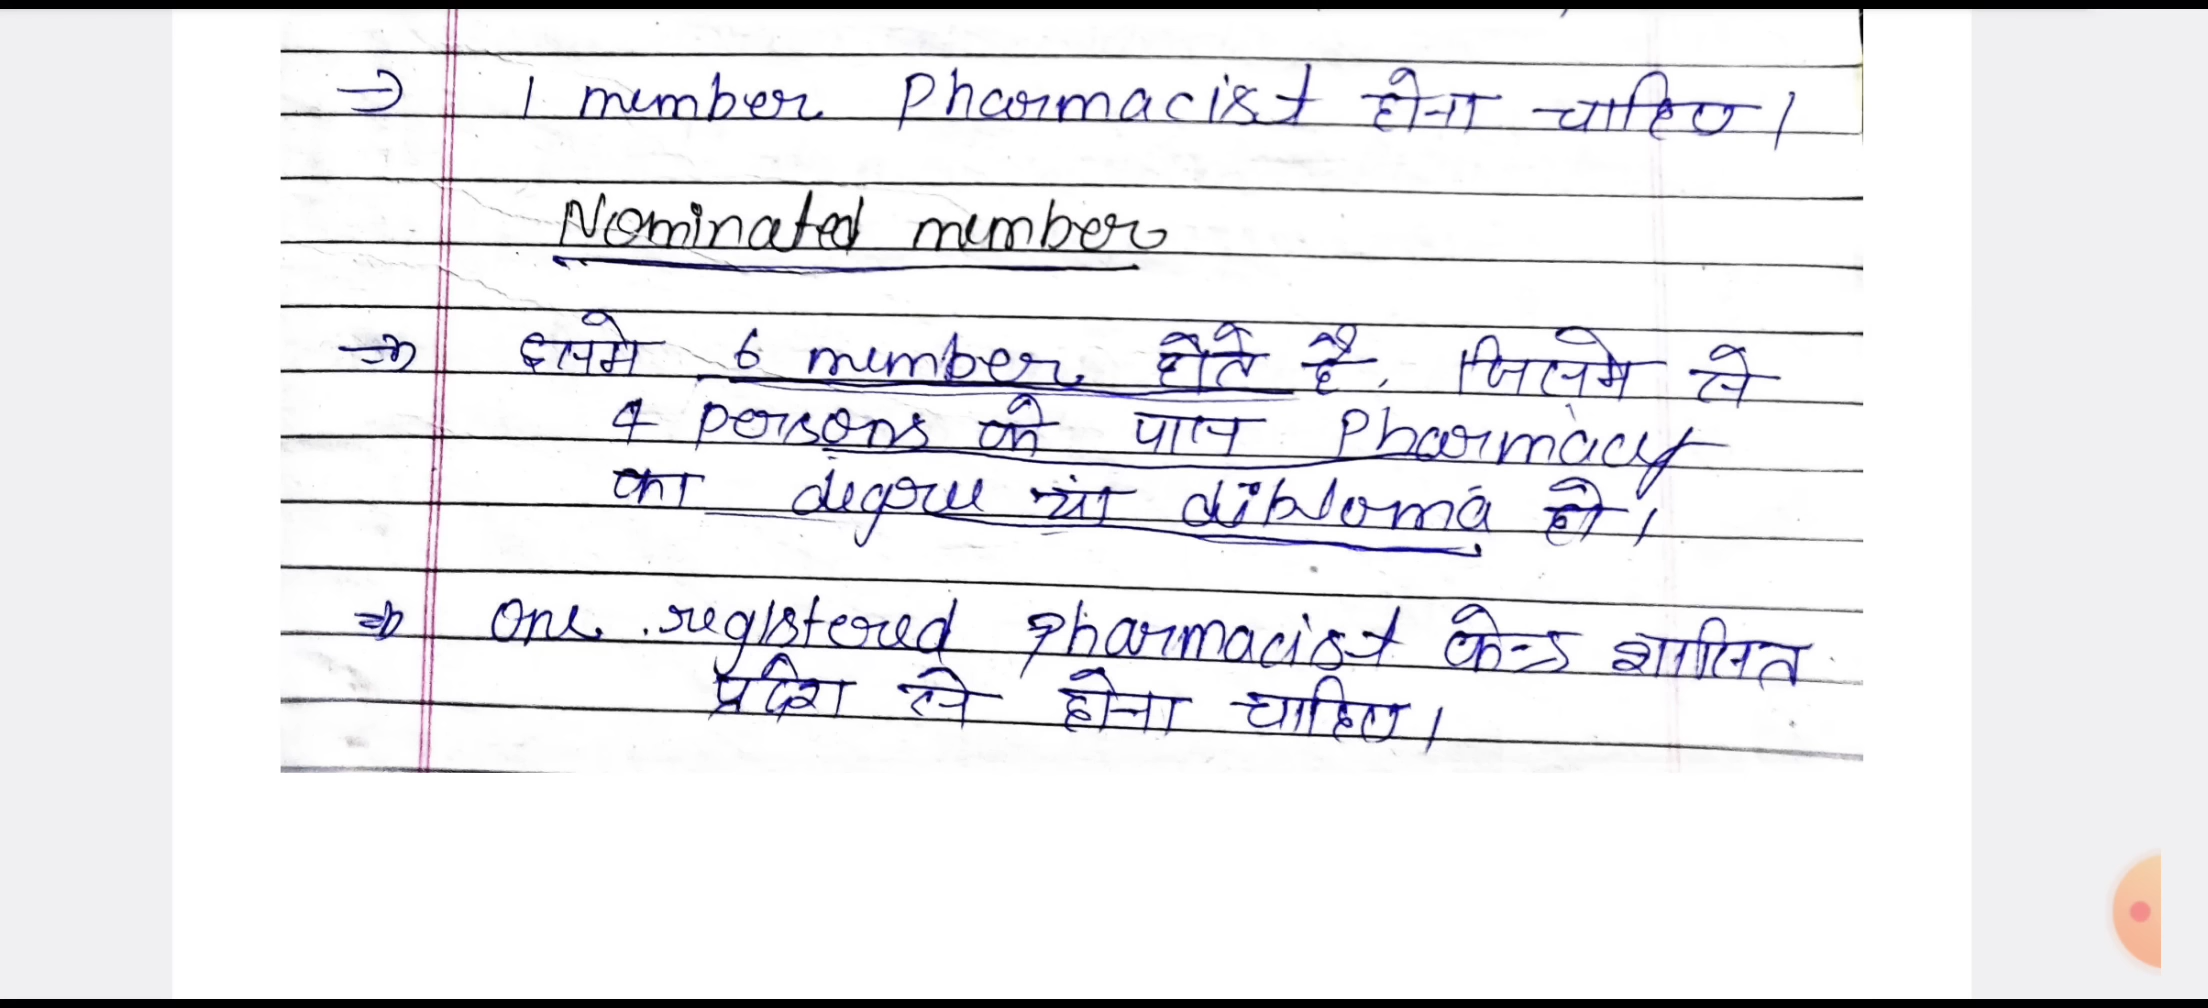 ⇒ 1 member Pharmacist होना चाहिए।
Nominated member
⇒ इसमे 6 member होते है, जिसमे से
4 persons के पास Pharmacy
का degree या diploma हो।
⇒ One registered Pharmacist केन्द्र शासित
प्रदेश से होना चाहिए।